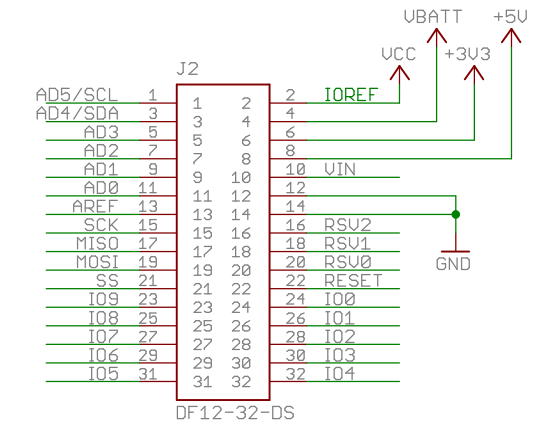 VBATT +5V
VCC +3V3
J2
AD5/SCL 1 1 2 2 IOREF
AD4/SDA 3 3 4 4
AD3 5 5 6 6
AD2 7 7 8 8
AD1 9 9 10 10 VIN
AD0 11 11 12 12
AREF 13 13 14 14
SCK 15 15 16 16 RSV2
MISO 17 17 18 18 RSV1
MOSI 19 19 20 20 RSV0
SS 21 21 22 22 RESET
IO9 23 23 24 24 IO0
IO8 25 25 26 26 IO1
IO7 27 27 28 28 IO2
IO6 29 29 30 30 IO3
IO5 31 31 32 32 IO4
GND
DF12-32-DS